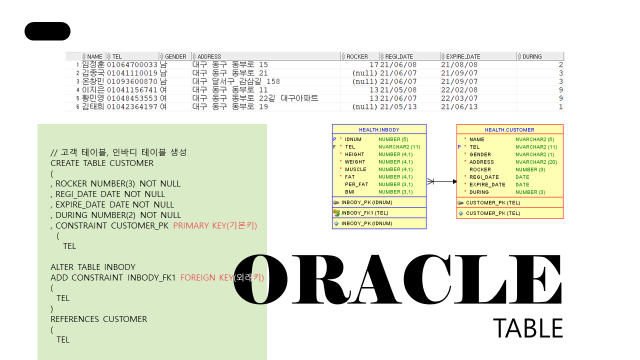 NAME TEL GENDER ADDRESS ROCKER REGI_DATE EXPIRE_DATE DURING
1 임정훈 01064700033 남 대구 동구 동부로 15 17 21/06/08 21/08/08 2
2 김종국 01041110019 남 대구 동구 동부로 21 (null) 21/06/07 21/09/07 3
3 온창민 01093600870 남 대구 달서구 감삼길 158 (null) 21/06/07 21/09/07 3
4 이지은 01041156741 여 대구 동구 동부로 11 13 21/05/08 22/02/08 9
5 황민영 01048453553 여 대구 동구 동부로 22길 대구아파트 13 21/06/07 22/03/07 9
6 김태희 01042364197 여 대구 동구 동부로 19 (null) 21/05/13 21/06/13 1
// 고객 테이블, 인바디 테이블 생성
CREATE TABLE CUSTOMER
(
, ROCKER NUMBER(3) NOT NULL
, REGI_DATE DATE NOT NULL
, EXPIRE_DATE DATE NOT NULL
, DURING NUMBER(2) NOT NULL
, CONSTRAINT CUSTOMER_PK PRIMARY KEY(기본키)
(
TEL
ALTER TABLE INBODY
ADD CONSTRAINT INBODY_FK1 FOREIGN KEY(외래키)
(
TEL
)
REFERENCES CUSTOMER
(
TEL
HEALTH.INBODY
P * IDNUM NUMBER (5)
F * TEL VARCHAR2 (11)
* HEIGHT NUMBER (4,1)
* WEIGHT NUMBER (4,1)
* MUSCLE NUMBER (4,1)
* FAT NUMBER (4,1)
PER_FAT NUMBER (3,1)
BMI NUMBER (3,1)
INBODY_PK (IDNUM)
INBODY_FK1 (TEL)
INBODY_PK (IDNUM)
HEALTH.CUSTOMER
* NAME NVARCHAR2 (5)
P * TEL VARCHAR2 (11)
* GENDER NVARCHAR2 (1)
* ADDRESS NVARCHAR2 (20)
ROCKER NUMBER (3)
* REGI_DATE DATE
* EXPIRE_DATE DATE
* DURING NUMBER (3)
CUSTOMER_PK (TEL)
CUSTOMER_PK (TEL)
ORACLE
TABLE